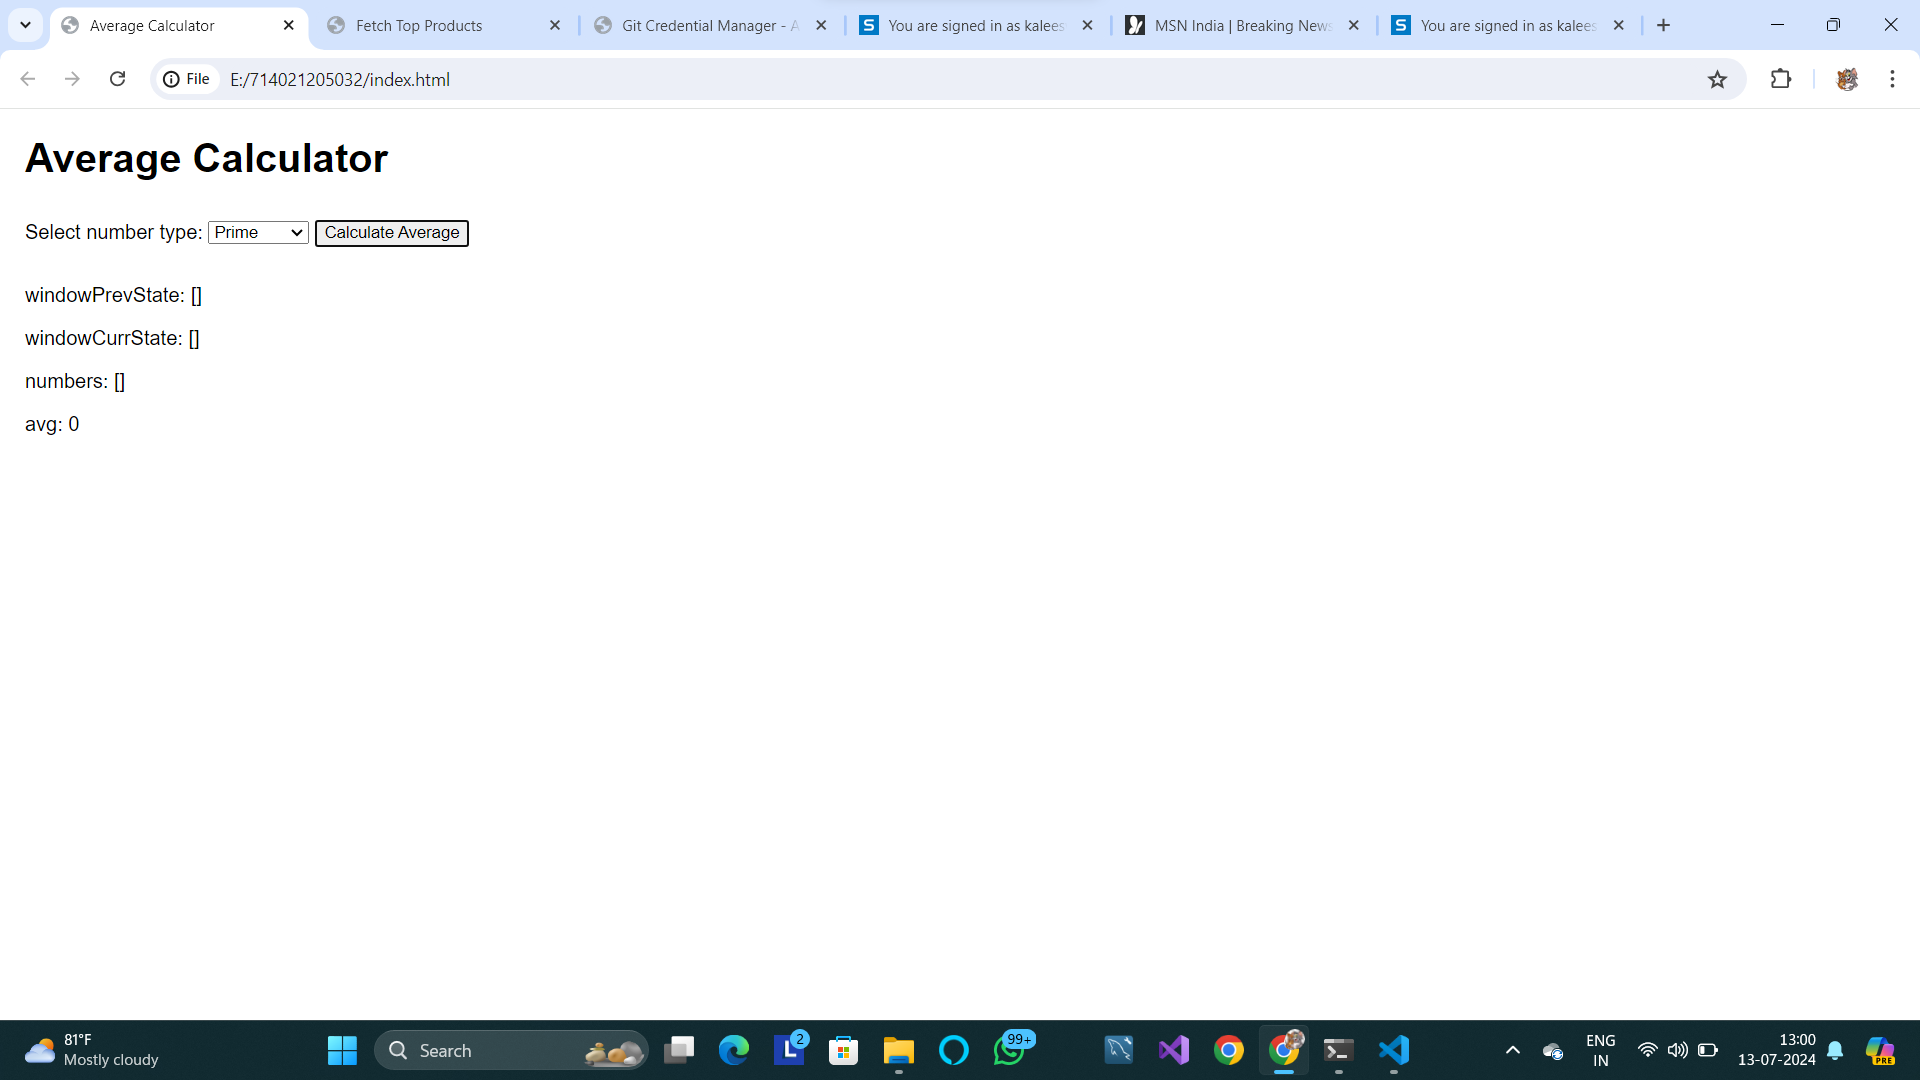 Average Calculator
Fetch Top Products
Git Credential Manager - A
You are signed in as kalees
MSN India | Breaking News
You are signed in as kalees
File
E:/714021205032/index.html
Average Calculator
Select number type: Prime Calculate Average
windowPrevState: []
windowCurrState: []
numbers: []
avg: 0
81°F
Mostly cloudy
Search
2
99+
ENG
IN
13:00
13-07-2024
PRE